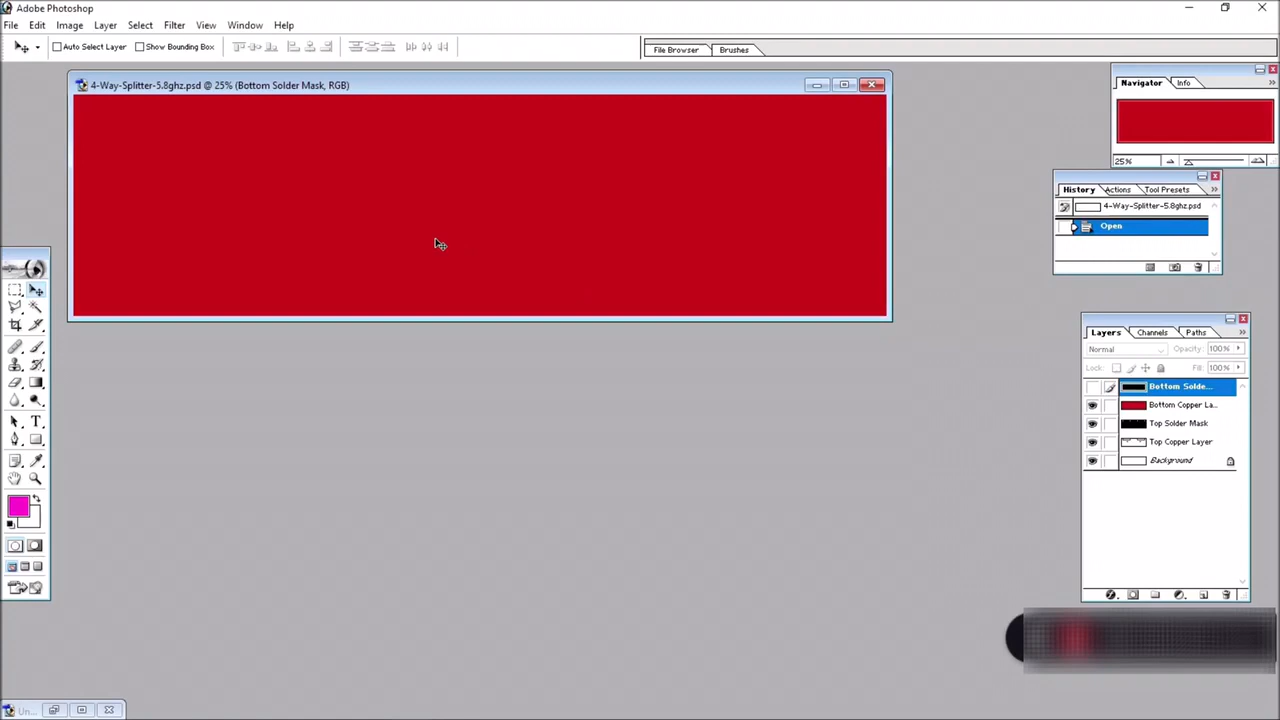 Adobe Photoshop
File Edit Image Layer Select Filter View Window Help
Auto Select Layer Show Bounding Box
File Browser Brushes
4-Way-Splitter-5.8ghz.psd @ 25% (Bottom Solder Mask, RGB)
Navigator Info
25%
History Actions Tool Presets
4-Way-Splitter-5.8ghz.psd
Open
Layers Channels Paths
Normal Opacity: 100%
Lock: Fill: 100%
Bottom Solde...
Bottom Copper La...
Top Solder Mask
Top Copper Layer
Background
T
Un...